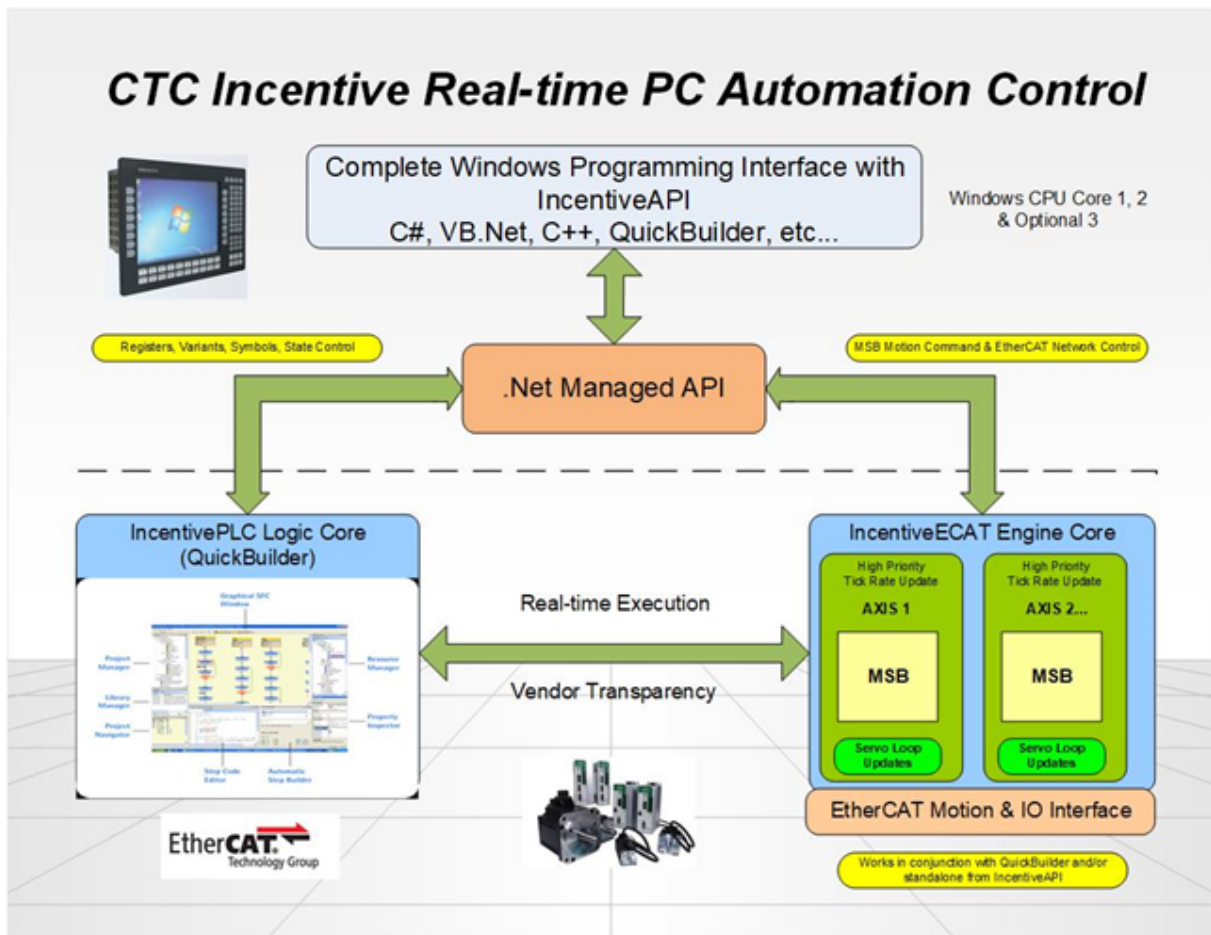 CTC Incentive Real-time PC Automation Control
Complete Windows Programming Interface with
IncentiveAPI
C#, VB.Net, C++, QuickBuilder, etc...
Windows CPU Core 1, 2
& Optional 3
Registers, Variants, Symbols, State Control
MSB Motion Command & EtherCAT Network Control
.Net Managed API
IncentivePLC Logic Core
(QuickBuilder)
Graphical SFC
Window
Project
Manager
Library
Manager
Project
Navigator
Resource
Manager
Property
Inspector
Step Code
Editor
Automatic
Step Builder
Real-time Execution
Vendor Transparency
IncentiveECAT Engine Core
High Priority
Tick Rate Update
AXIS 1
MSB
Servo Loop
Updates
High Priority
Tick Rate Update
AXIS 2...
MSB
Servo Loop
Updates
EtherCAT Motion & IO Interface
EtherCAT®
Technology Group
Works in conjunction with QuickBuilder and/or
standalone from IncentiveAPI